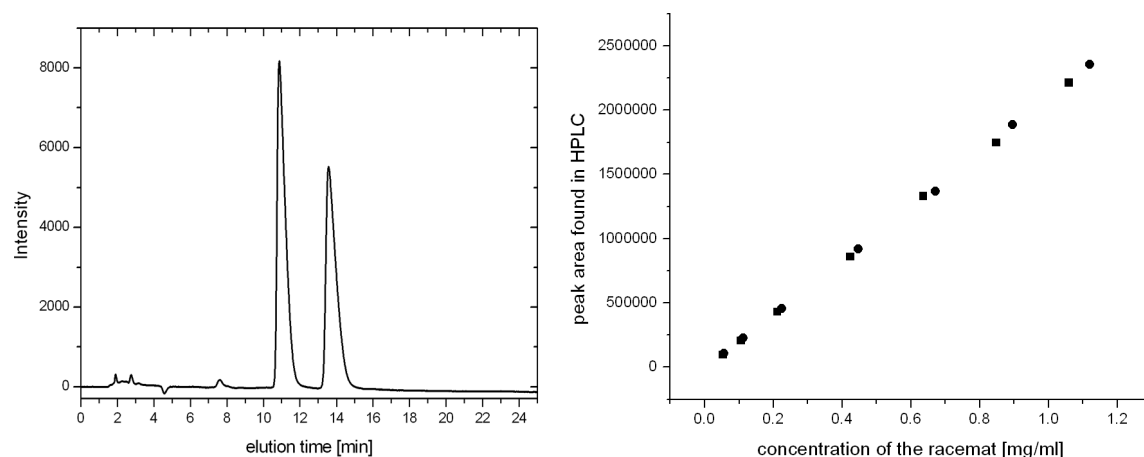 8000
6000
4000
2000
0
Intensity
0 2 4 6 8 10 12 14 16 18 20 22 24
elution time [min]
2500000
2000000
1500000
1000000
500000
0
peak area found in HPLC
0.0 0.2 0.4 0.6 0.8 1.0 1.2
concentration of the racemat [mg/ml]